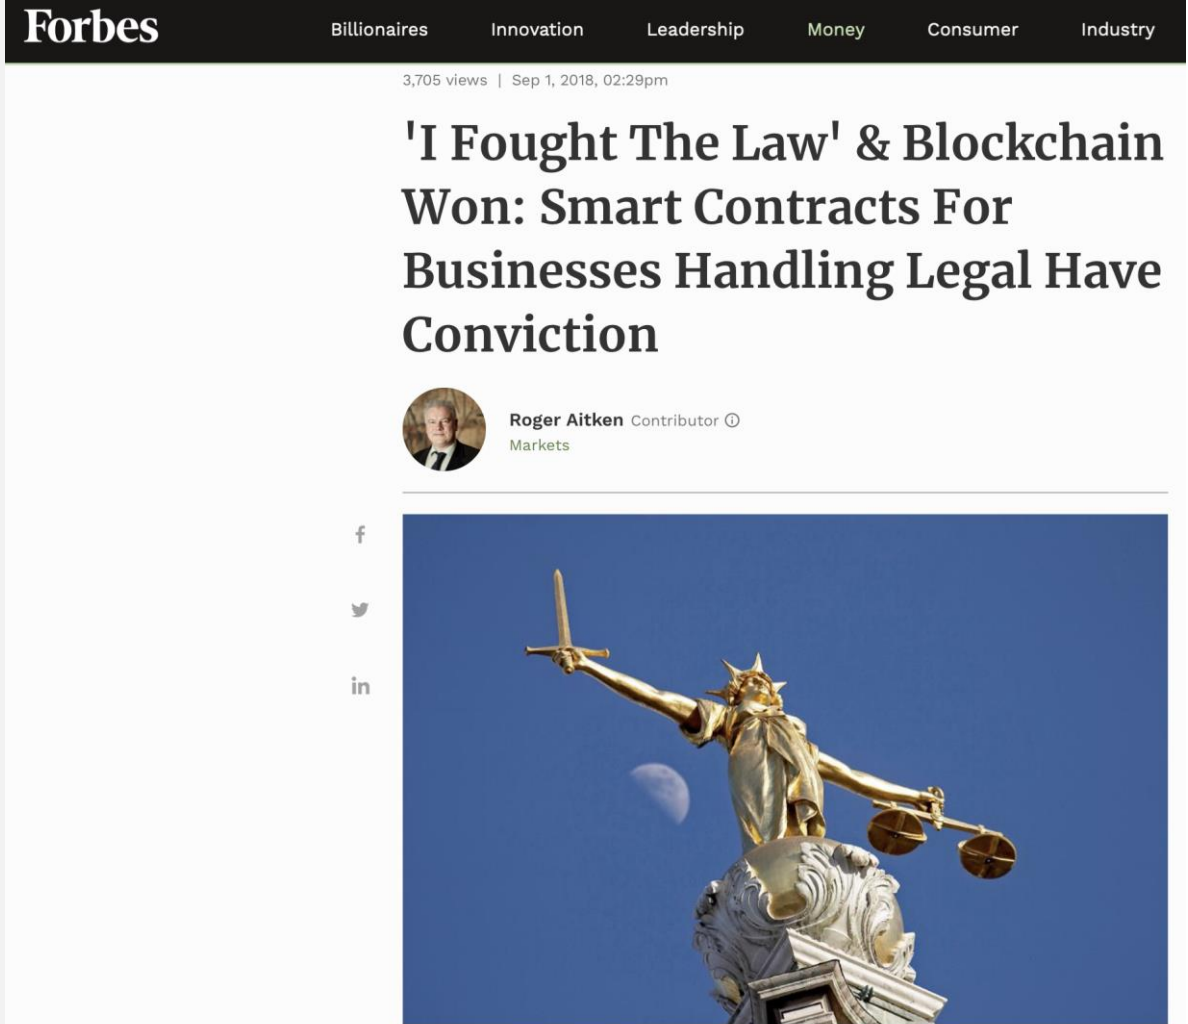 Forbes
Billionaires Innovation Leadership Money Consumer Industry
3,705 views | Sep 1, 2018, 02:29pm
'I Fought The Law' & Blockchain
Won: Smart Contracts For
Businesses Handling Legal Have
Conviction
Roger Aitken Contributor
Markets
f
in